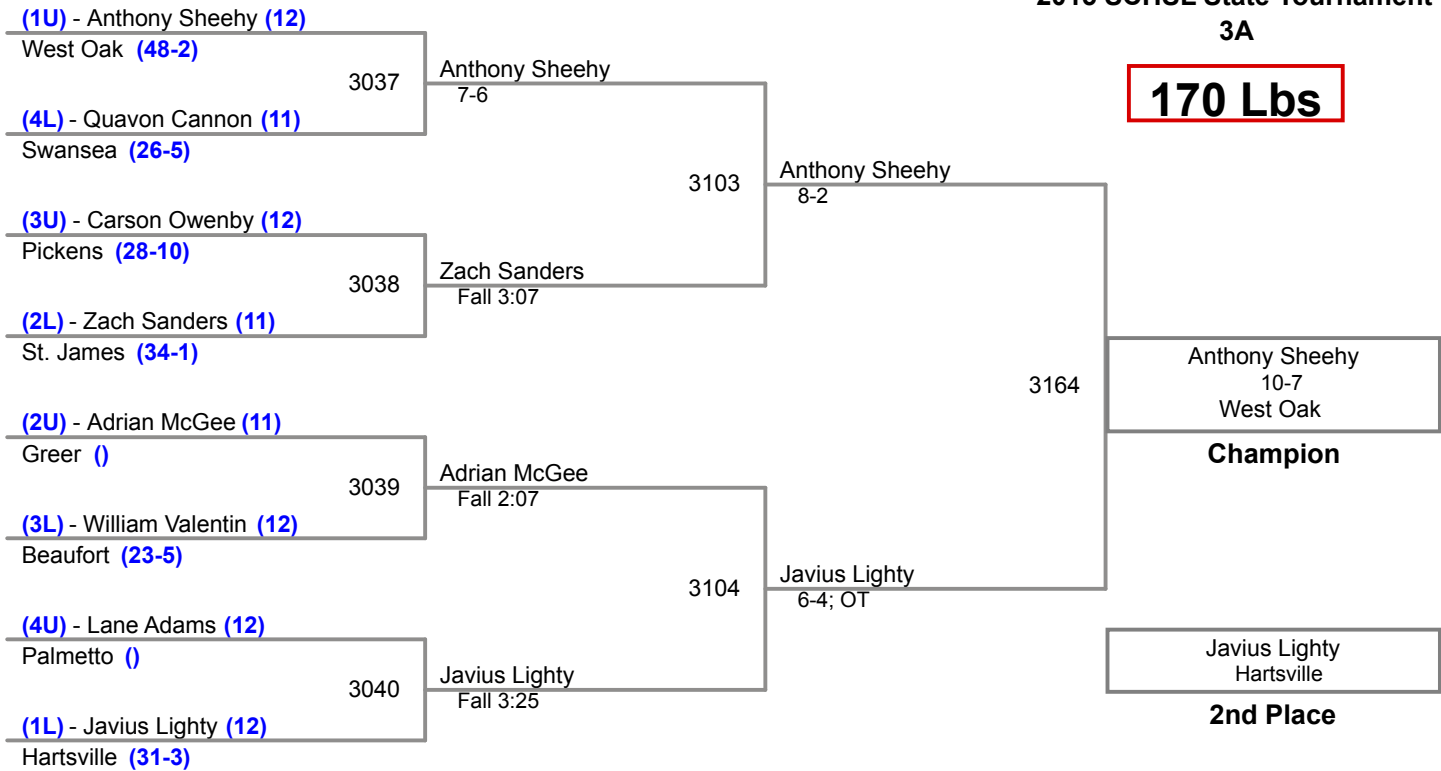 (1U) - Anthony Sheehy (12)
West Oak (48-2)
3037
(4L) - Quavon Cannon (11)
Swansea (26-5)
(3U) - Carson Owenby (12)
Pickens (28-10)
3038
(2L) - Zach Sanders (11)
St. James (34-1)
(2U) - Adrian McGee (11)
Greer ()
3039
(3L) - William Valentin (12)
Beaufort (23-5)
(4U) - Lane Adams (12)
Palmetto ()
3040
(1L) - Javius Lighty (12)
Hartsville (31-3)
Anthony Sheehy
7-6
3103
Zach Sanders
Fall 3:07
Adrian McGee
Fall 2:07
3104
Javius Lighty
Fall 3:25
Anthony Sheehy
8-2
3164
Javius Lighty
6-4; OT
State Tournament
3A
170 Lbs
Anthony Sheehy
10-7
West Oak
Champion
Javius Lighty
Hartsville
2nd Place